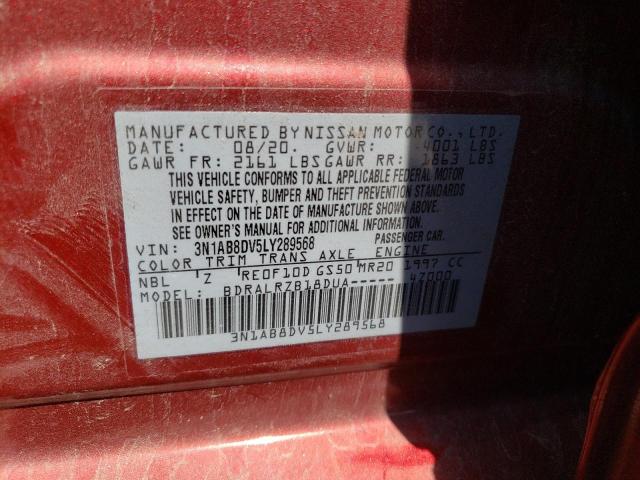 MANUFACTURED BY NISSAN MOTOR CO., LTD.
DATE: 08/20. GVWR: 4001 LBS
GAWR FR: 2161 LBS GAWR RR: 1863 LBS
THIS VEHICLE CONFORMS TO ALL APPLICABLE FEDERAL MOTOR
VEHICLE SAFETY, BUMPER AND THEFT PREVENTION STANDARDS
IN EFFECT ON THE DATE OF MANUFACTURE SHOWN ABOVE.
SEE OWNER'S MANUAL FOR FURTHER INFORMATION
VIN: 3N1AB8DV5LY289568 PASSENGER CAR.
COLOR TRIM TRANS AXLE ENGINE
NBL Z RE0F10D GS50 MR20 1997 CC
MODEL: BDRALRZB18DUA----- 47000
3N1AB8DV5LY289568